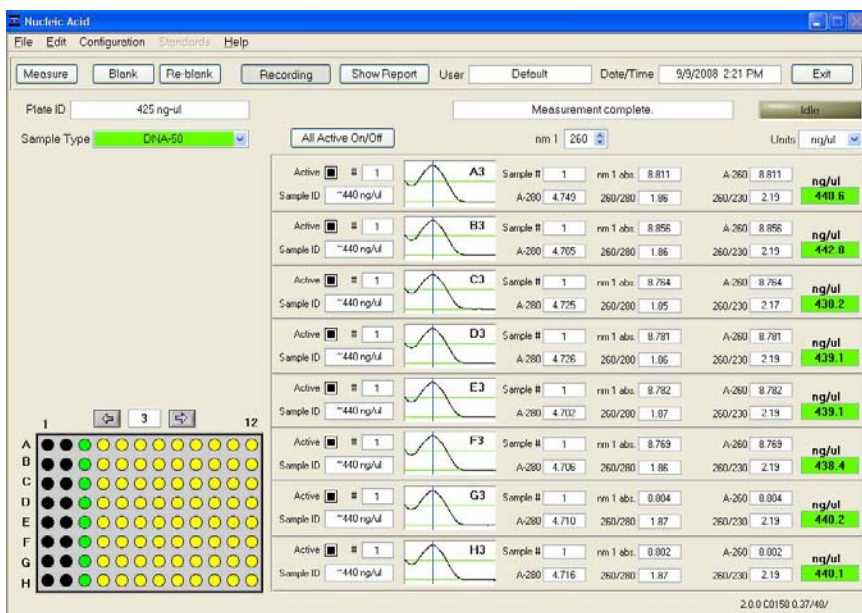 Nucleic Acid
File Edit Configuration Standards Help
Measure Blank Re-blank Recording Show Report User Default Date/Time 9/9/2008 2:21 PM Exit
Plate ID 425 ng-ul Measurement complete. Idle
Sample Type DNA-50 All Active On/Off nm 1 260 Units ng/ul
Active # 1 A3 Sample # 1 nm 1 abs. 8.811 A-260 8.811 ng/ul
Sample ID ~440 ng/ul A-280 4.749 260/280 1.86 260/230 2.19 440.6
Active # 1 B3 Sample # 1 nm 1 abs. 8.856 A-260 8.856 ng/ul
Sample ID ~440 ng/ul A-280 4.765 260/280 1.86 260/230 2.19 442.8
Active # 1 C3 Sample # 1 nm 1 abs. 8.764 A-260 8.764 ng/ul
Sample ID ~440 ng/ul A-280 4.725 260/280 1.85 260/230 2.17 438.2
Active # 1 D3 Sample # 1 nm 1 abs. 8.781 A-260 8.781 ng/ul
Sample ID ~440 ng/ul A-280 4.726 260/280 1.86 260/230 2.19 439.1
Active # 1 E3 Sample # 1 nm 1 abs. 8.782 A-260 8.782 ng/ul
Sample ID ~440 ng/ul A-280 4.702 260/280 1.87 260/230 2.19 439.1
1 3 12
Active # 1 F3 Sample # 1 nm 1 abs. 8.769 A-260 8.769 ng/ul
A
Sample ID ~440 ng/ul A-280 4.706 260/280 1.86 260/230 2.19 438.4
B
C
Active # 1 G3 Sample # 1 nm 1 abs. 8.804 A-260 8.804 ng/ul
D
Sample ID ~440 ng/ul A-280 4.710 260/280 1.87 260/230 2.19 440.2
E
F
Active # 1 H3 Sample # 1 nm 1 abs. 8.802 A-260 8.802 ng/ul
G
Sample ID ~440 ng/ul A-280 4.716 260/280 1.87 260/230 2.19 440.1
H
2.0.0 C0150 0.37/40/